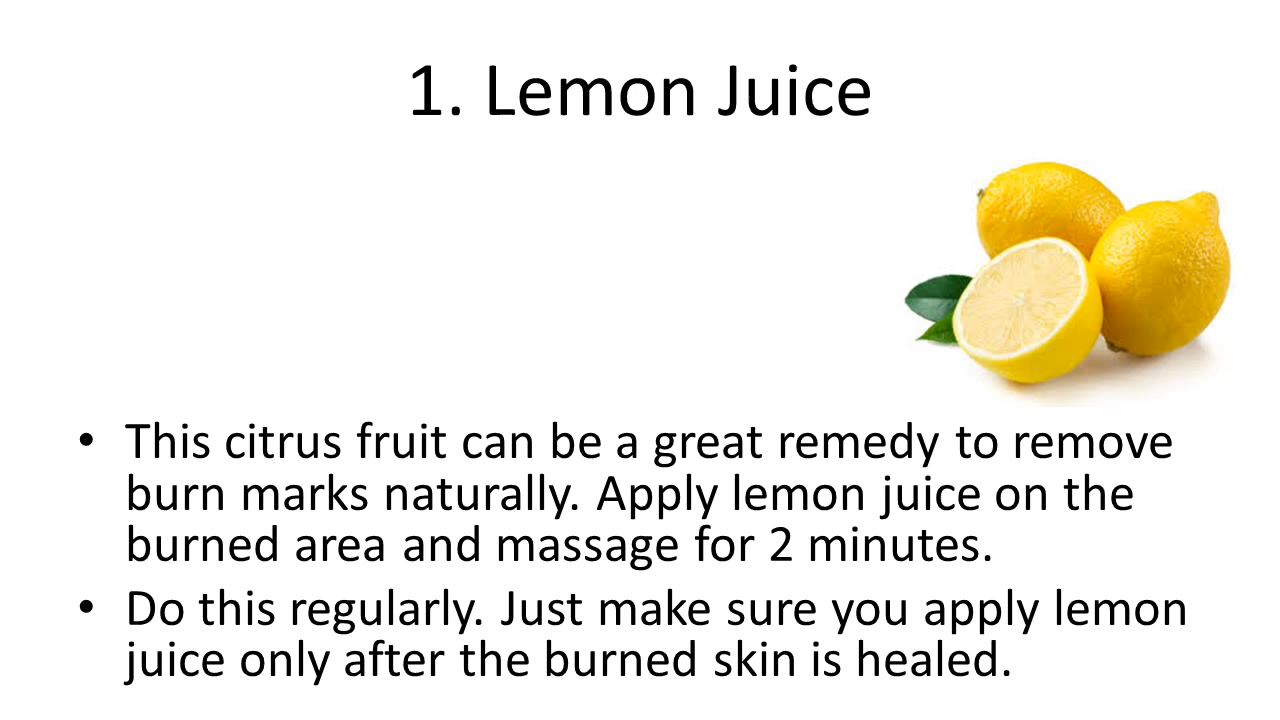 1. Lemon Juice
• This citrus fruit can be a great remedy to remove
burn marks naturally. Apply lemon juice on the
burned area and massage for 2 minutes.
• Do this regularly. Just make sure you apply lemon
juice only after the burned skin is healed.